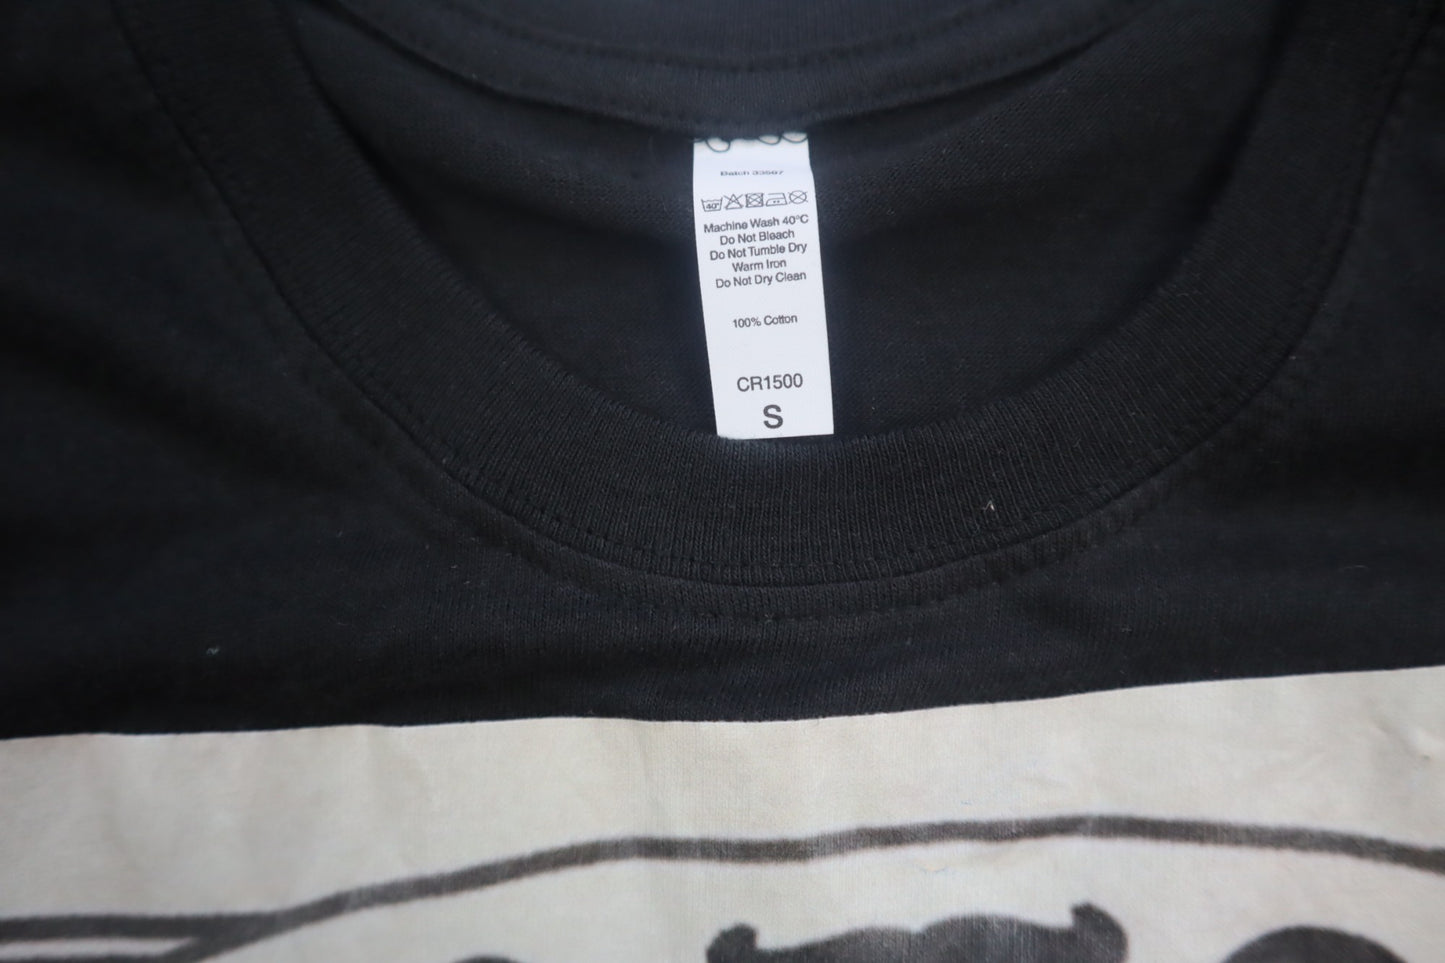 Batch 33587
40°
Machine Wash 40°C
Do Not Bleach
Do Not Tumble Dry
Warm Iron
Do Not Dry Clean
100% Cotton
CR1500
S